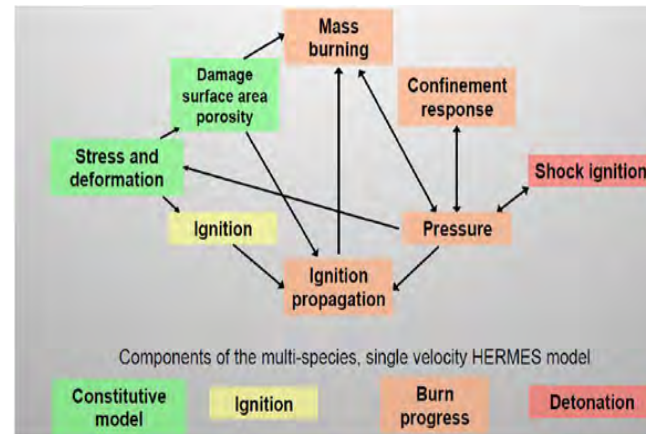 Mass
burning
Damage
surface area
porosity
Confinement
response
Stress and
deformation
Shock ignition
Ignition
Pressure
Ignition
propagation
Components of the multi-species, single velocity HERMES model
Constitutive
model
Ignition
Burn
progress
Detonation